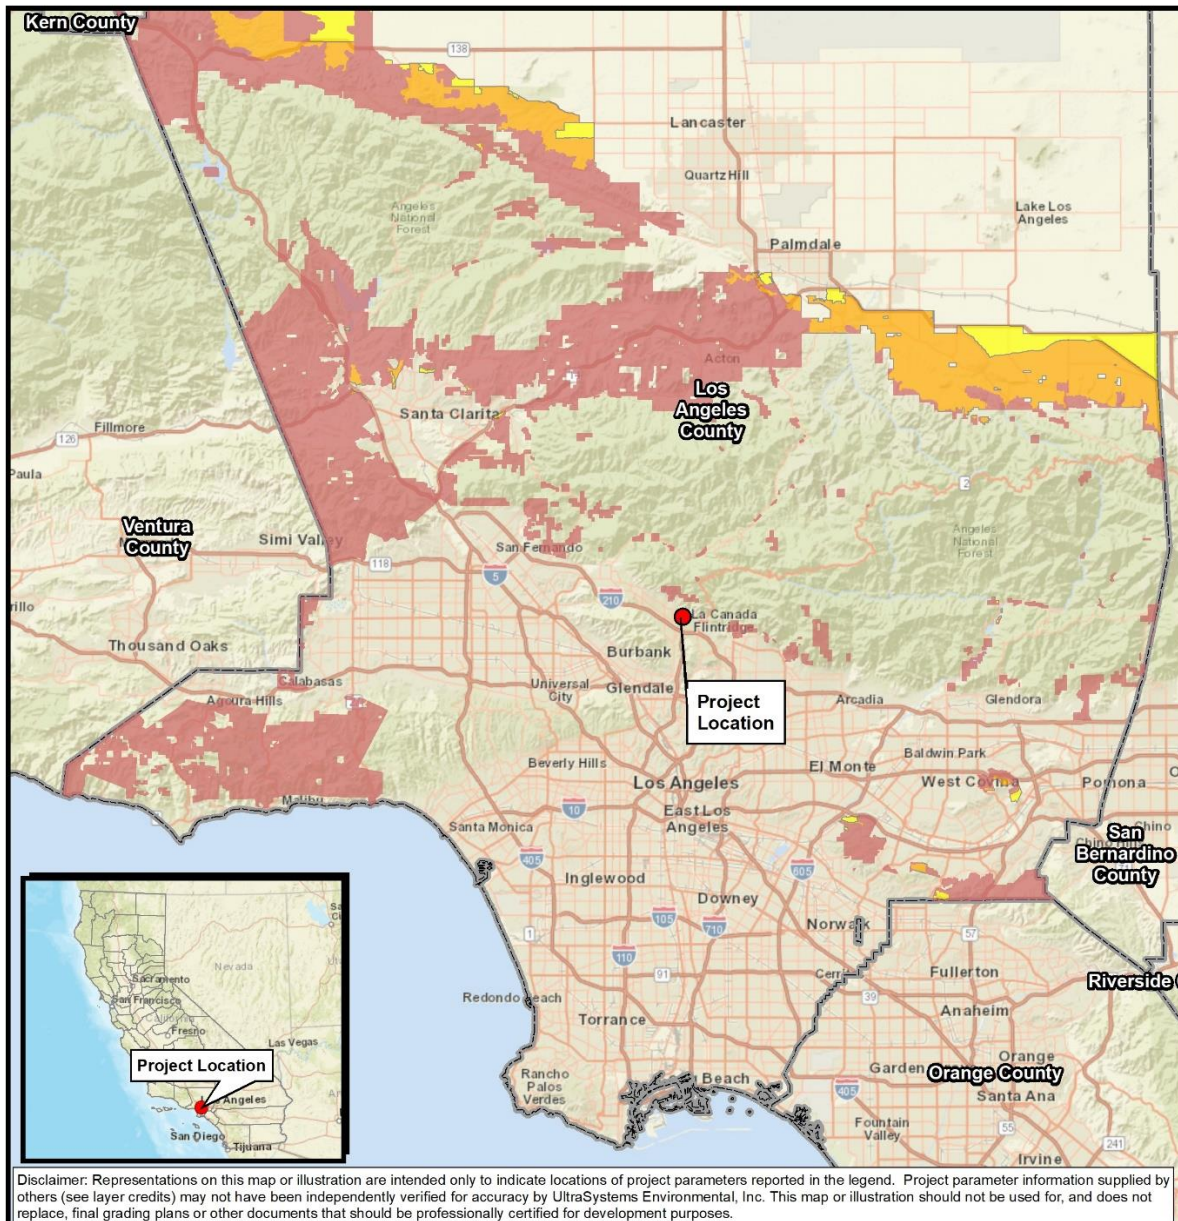 Kern County
138
Lancaster
Quartz Hill
Lake Los
Angeles
Angeles
National
Forest
Palmdale
Acton
Los
Angeles
County
Santa Clarita
Fillmore
126
Paula
2
Ventura
County
Simi Valley
Angeles
National
Forest
San Fernando
118
5
210
La Canada
Flintridge
Thousand Oaks
Burbank
Calabasas
Agoura Hills
Universal
City
Glendale
Project
Location
Arcadia
Glendora
Baldwin Park
Beverly Hills
El Monte
Los Angeles
West Covina
Pomona
Malibu
10
East Los
Angeles
Santa Monica
San
Bernardino
County
Chino
405
605
Inglewood
Downey
105
710
Norwalk
1
110
57
91
Fullerton
Riverside
Redondo Beach
39
Torrance
Anaheim
Rancho
Palos
Verdes
Beach
Garden
Orange
Orange County
405
Santa Ana
Fountain
Valley
55
241
Irvine
Nevada
Sacramento
San Francisco
California
Fresno
Las Vegas
Project Location
Angeles
San Diego
Tijuana
Disclaimer: Representations on this map or illustration are intended only to indicate locations of project parameters reported in the legend. Project parameter information supplied by
others (see layer credits) may not have been independently verified for accuracy by UltraSystems Environmental, Inc. This map or illustration should not be used for, and does not
replace, final grading plans or other documents that should be professionally certified for development purposes.